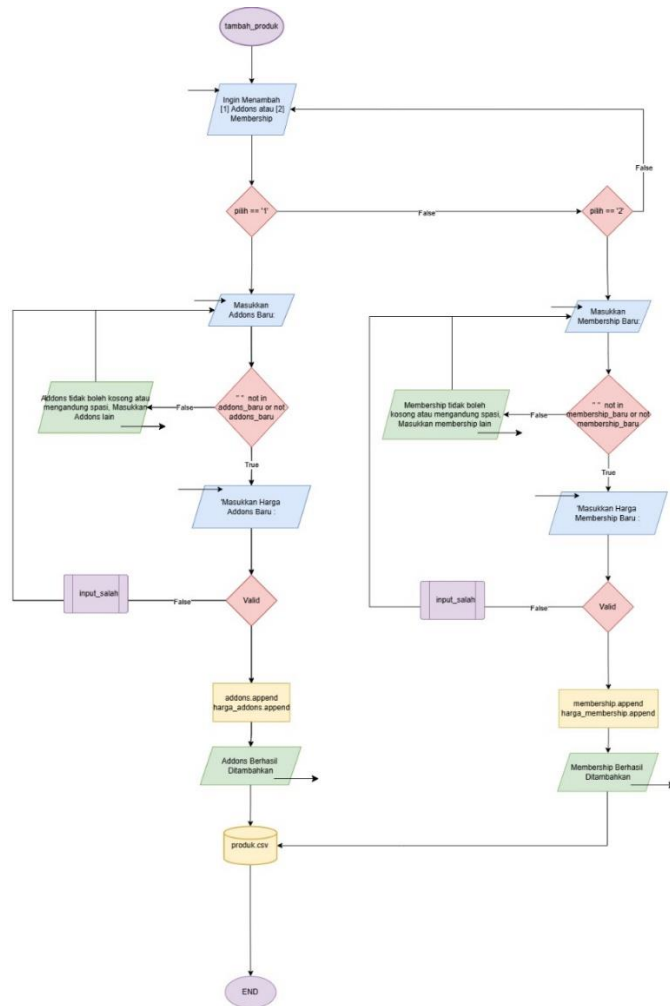 tambah_produk
Ingin Menambah
[1] Addons atau [2]
Membership
False
pilih == '1'
False
pilih == '2'
Masukkan
Addons Baru:
Masukkan
Membership Baru:
Addons tidak boleh kosong atau
mengandung spasi, Masukkan
Addons lain
False
" " not in
addons_baru or not
addons_baru
Membership tidak boleh
kosong atau mengandung spasi,
Masukkan membership lain
False
" " not in
membership_baru or not
membership_baru
True
True
'Masukkan Harga
Addons Baru :
'Masukkan Harga
Membership Baru :
input_salah
False
Valid
input_salah
False
Valid
addons.append
harga_addons.append
membership.append
harga_membership.append
Addons Berhasil
Ditambahkan
Membership Berhasil
Ditambahkan
produk.csv
END